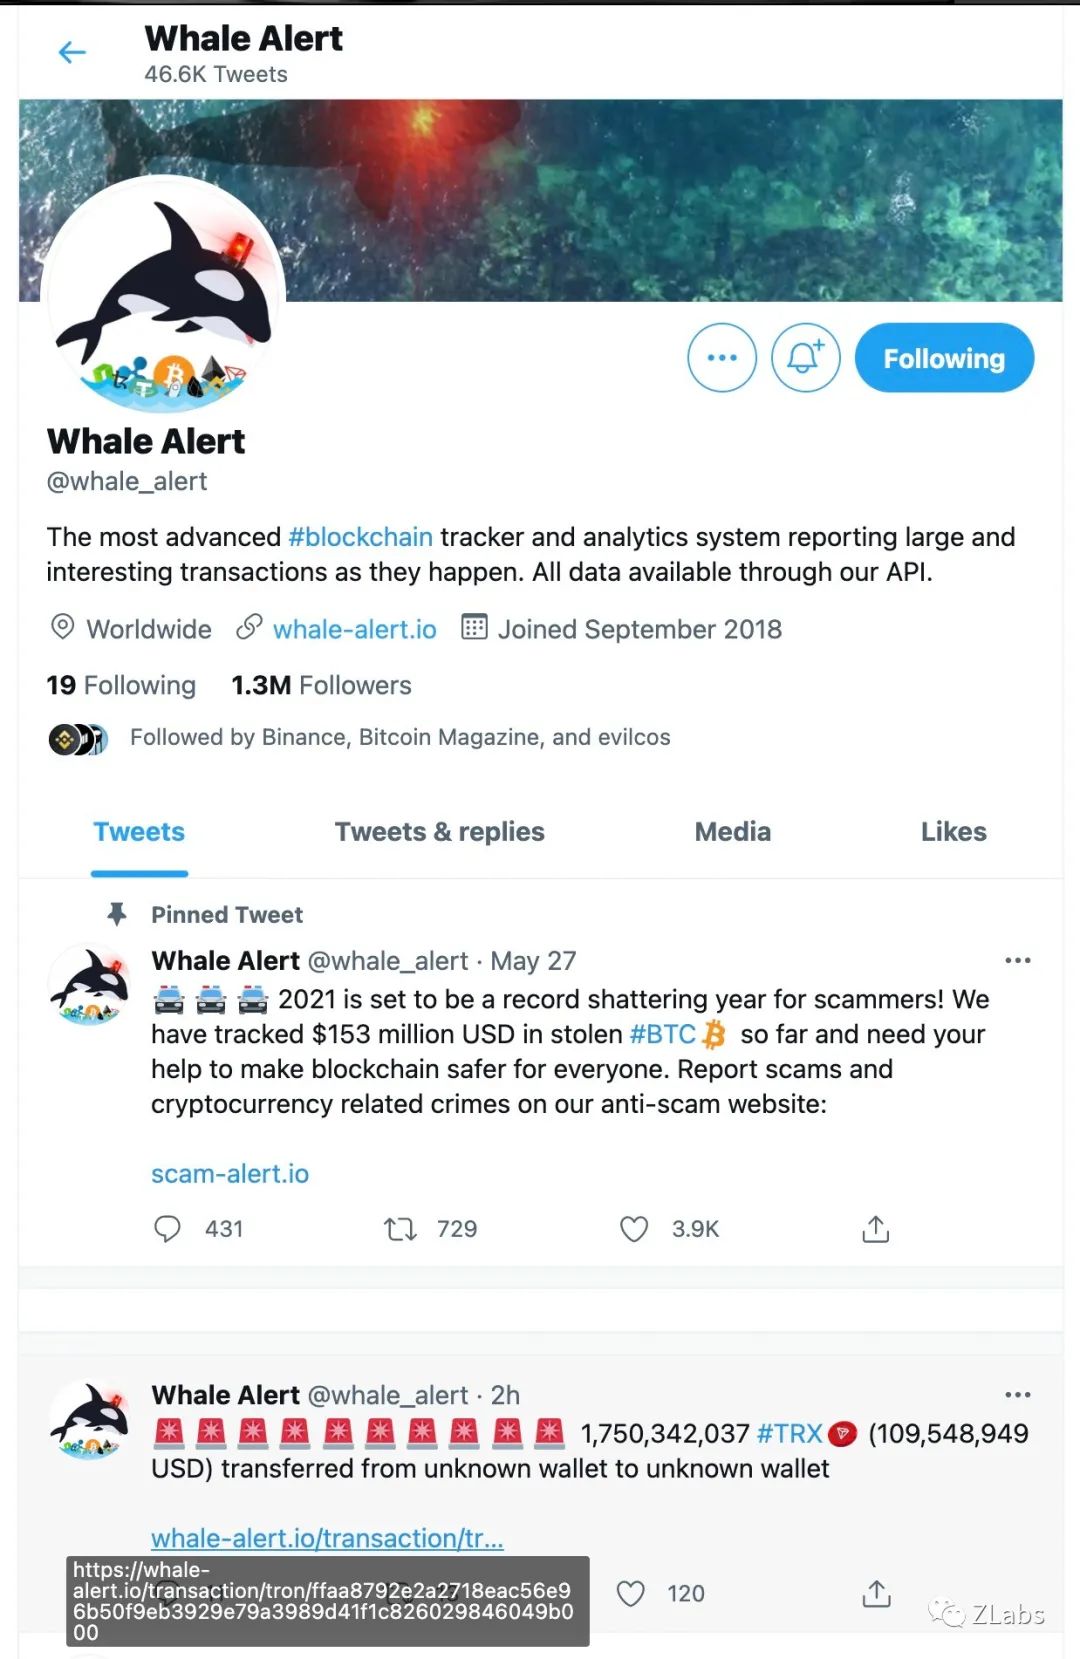 Whale Alert
46.6K Tweets
Following
Whale Alert
@whale_alert
The most advanced #blockchain tracker and analytics system reporting large and
interesting transactions as they happen. All data available through our API.
Worldwide whale-alert.io Joined September 2018
19 Following 1.3M Followers
Followed by Binance, Bitcoin Magazine, and evilcos
Tweets Tweets & replies Media Likes
Pinned Tweet
Whale Alert @whale_alert · May 27
2021 is set to be a record shattering year for scammers! We
have tracked $153 million USD in stolen #BTC so far and need your
help to make blockchain safer for everyone. Report scams and
cryptocurrency related crimes on our anti-scam website:
scam-alert.io
431 729 3.9K
Whale Alert @whale_alert · 2h
1,750,342,037 #TRX (109,548,949
USD) transferred from unknown wallet to unknown wallet
whale-alert.io/transaction/tr...
https://whale-
alert.io/transaction/tron/ffaa8792e2a2718eac56e9
6b50f9eb3929e79a3989d41f1c826029846049b0
00
120
ZLabs